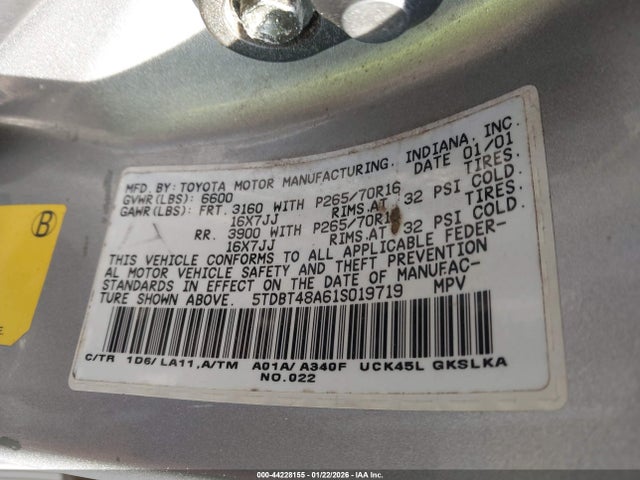 B
MFD. BY: TOYOTA MOTOR MANUFACTURING, INDIANA, INC.
GVWR(LBS): 6600 DATE 01/01
GAWR(LBS): FRT. 3160 WITH P265/70R16 TIRES,
16X7JJ RIMS,AT 32 PSI COLD.
RR. 3900 WITH P265/70R16 TIRES,
16X7JJ RIMS,AT 32 PSI COLD.
THIS VEHICLE CONFORMS TO ALL APPLICABLE FEDER-
AL MOTOR VEHICLE SAFETY AND THEFT PREVENTION
STANDARDS IN EFFECT ON THE DATE OF MANUFAC-
TURE SHOWN ABOVE. 5TDBT48A61S019719 MPV
C/TR 1D6/LA11,A/TM A01A/A340F UCK45L GKSLKA
NO.022
000-44228155 - 01/22/2026 - IAA Inc.